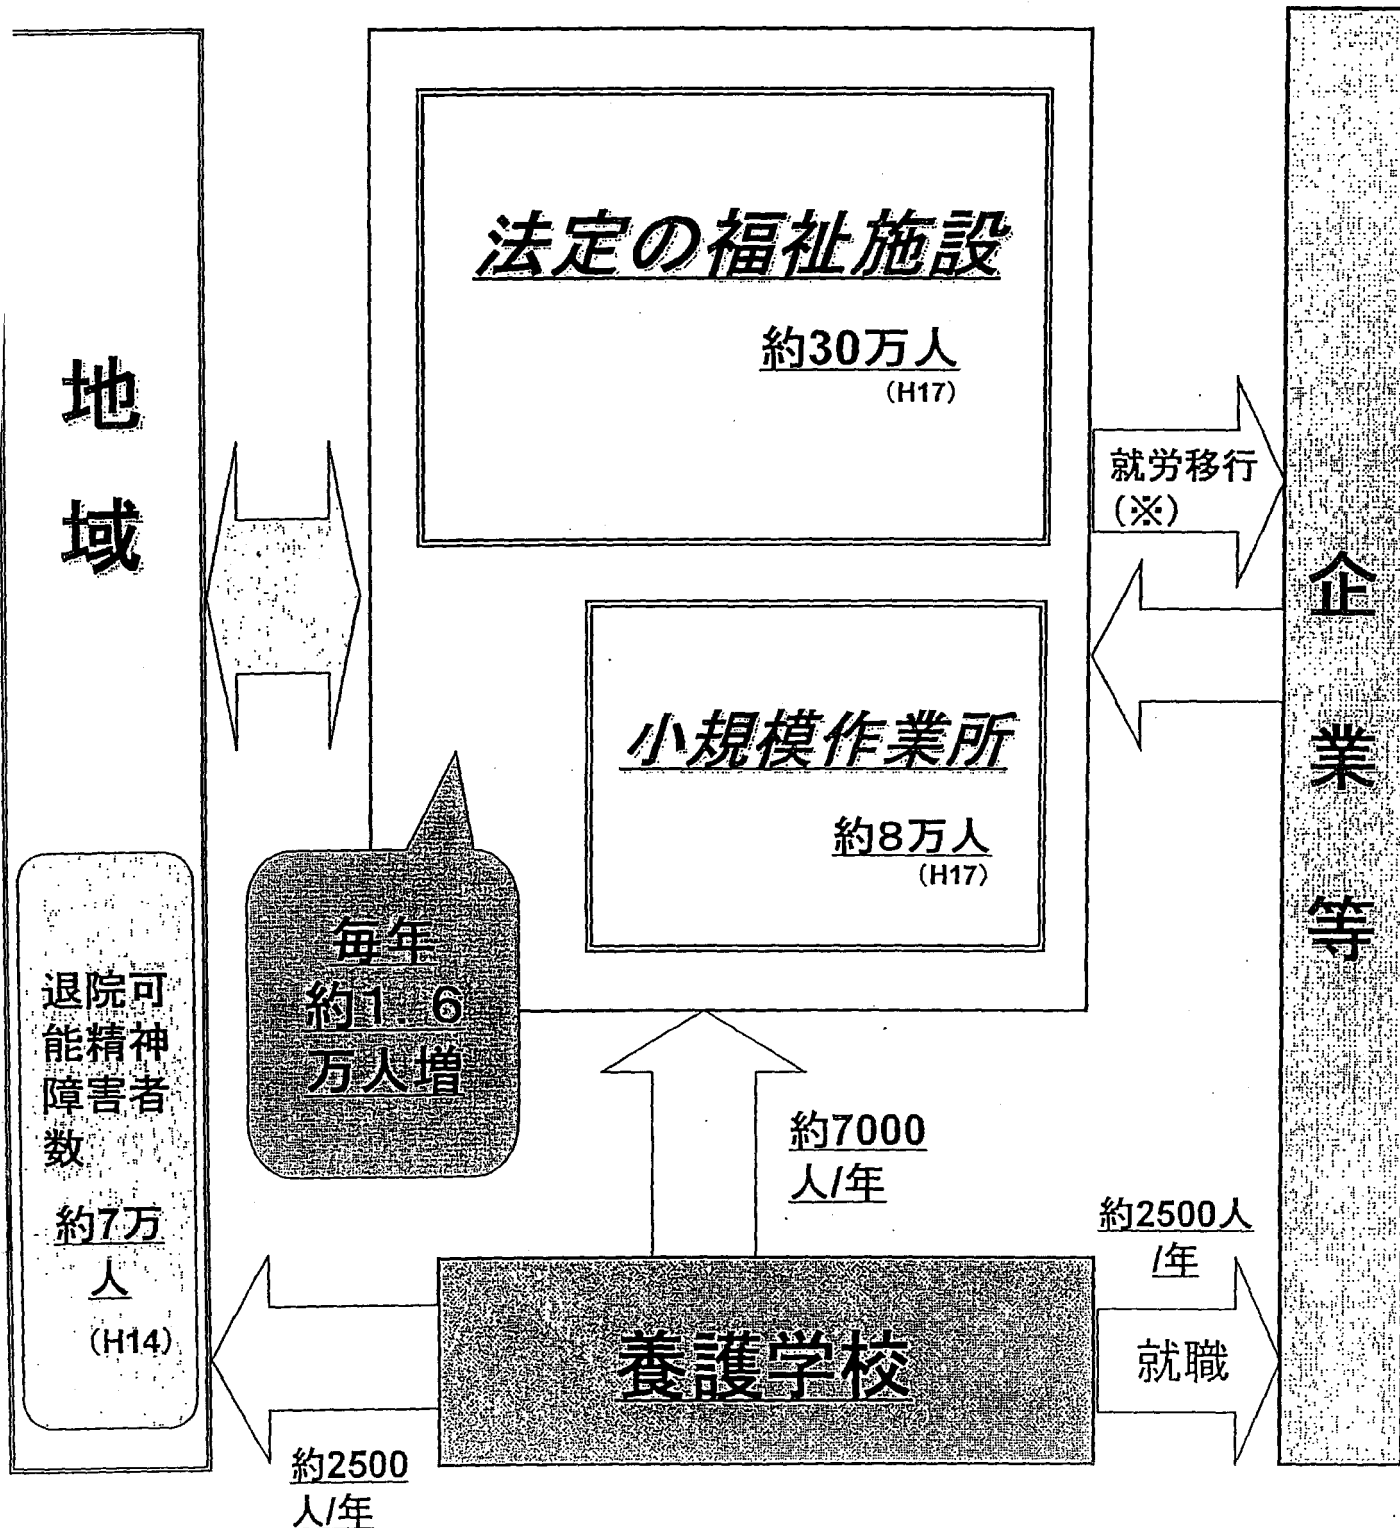 法定の福祉施設
約30万人
(H17)
地
域
就労移行
(※)
小規模作業所
約8万人
(H17)
企
業
等
毎年
約1.6
万人増
退院可
能精神
障害者
数
約7万
人
(H14)
約7000
人/年
約2500人
/年
養護学校
就職
約2500
人/年